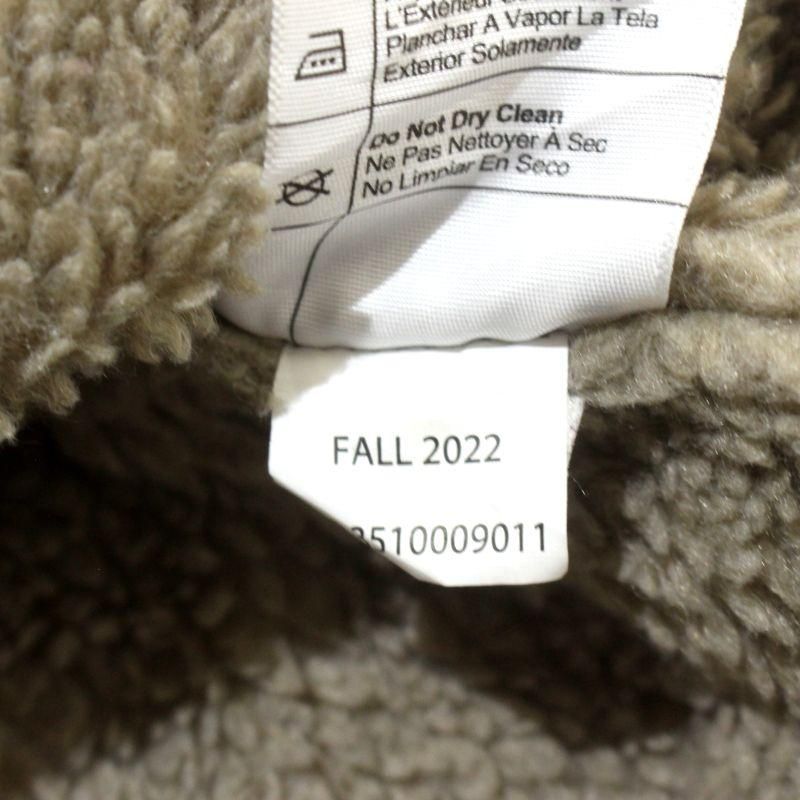 L'Extérieur
Planchar A Vapor La Tela
Exterior Solamente
Do Not Dry Clean
Ne Pas Nettoyer À Sec
No Limpiar En Seco
FALL 2022
510009011